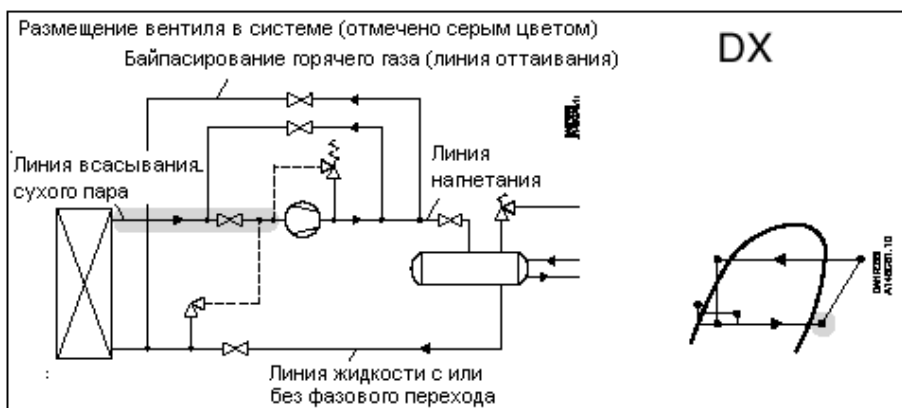 Размещение вентиля в системе (отмечено серым цветом)
DX
Байпасирование горячего газа (линия оттаивания)
Линия всасывания
сухого пара
Линия
нагнетания
Линия жидкости с или
без фазового перехода
DANFOSS